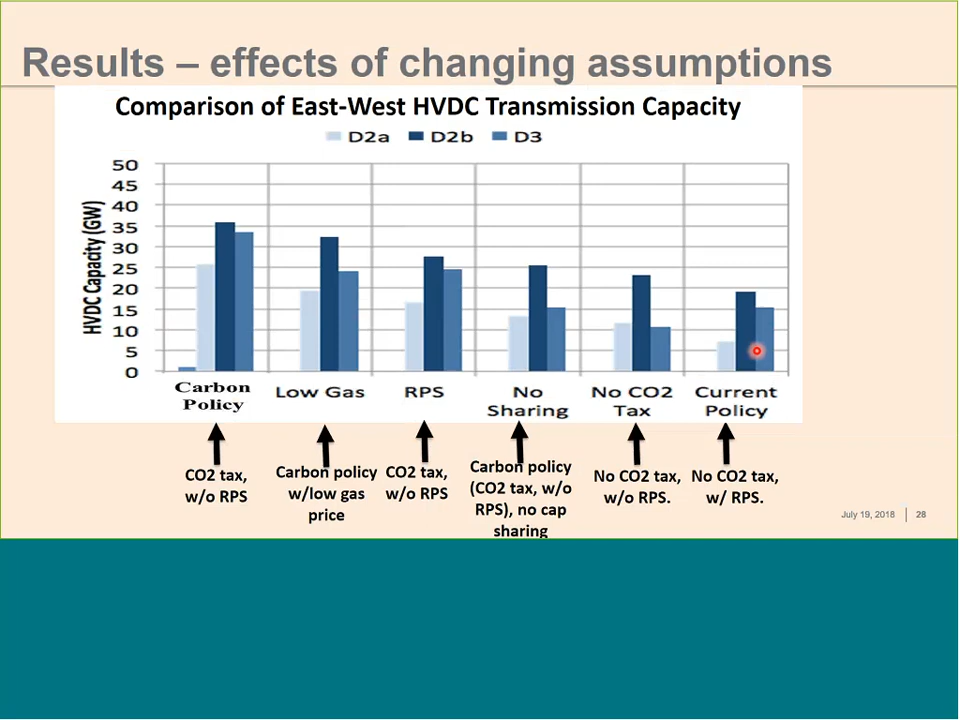 Results – effects of changing assumptions
Comparison of East-West HVDC Transmission Capacity
D2a D2b D3
HVDC Capacity (GW)
50
45
40
35
30
25
20
15
10
5
0
Carbon Policy
Low Gas
RPS
No Sharing
No CO2 Tax
Current Policy
CO2 tax,
w/o RPS
Carbon policy
w/low gas
price
CO2 tax,
w/o RPS
Carbon policy
(CO2 tax, w/o
RPS), no cap
sharing
No CO2 tax,
w/o RPS.
No CO2 tax,
w/ RPS.
July 19, 2018 28